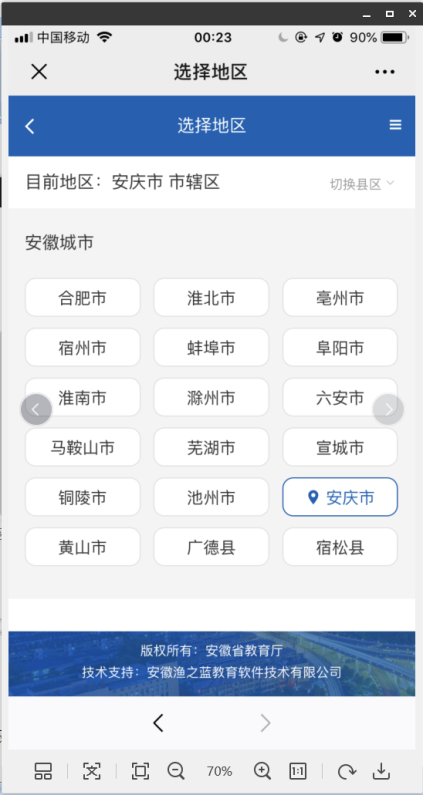 中国移动 00:23 90%
选择地区
选择地区
目前地区：安庆市 市辖区 切换县区
安徽城市
合肥市 淮北市 亳州市
宿州市 蚌埠市 阜阳市
淮南市 滁州市 六安市
马鞍山市 芜湖市 宣城市
铜陵市 池州市 安庆市
黄山市 广德县 宿松县
版权所有：安徽省教育厅
技术支持：安徽渔之蓝教育软件技术有限公司
70% 1:1